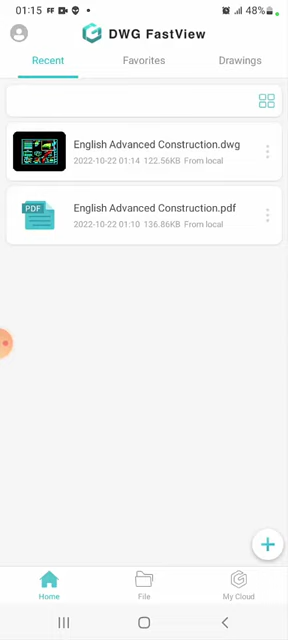 01:15
48%
DWG FastView
Recent
Favorites
Drawings
English Advanced Construction.dwg
2022-10-22 01:14 122.56KB From local
PDF
English Advanced Construction.pdf
2022-10-22 01:10 136.86KB From local
Home
File
My Cloud